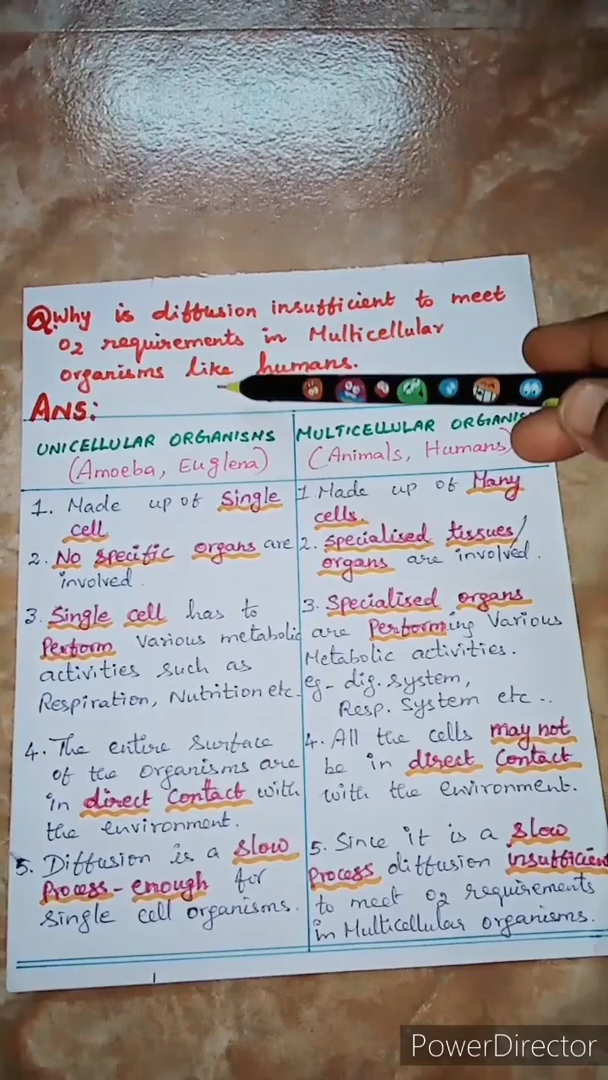 Q Why is diffusion insufficient to meet
O2 requirements in Multicellular
organisms like humans.
ANS:
UNICELLULAR ORGANISMS
(Amoeba, Euglena)
1. Made up of Single
cell
2. No specific organs are
involved.
3. Single cell has to
Perform various metabolic
activities such as
Respiration, Nutrition etc-
4. The entire surface
of the organisms are
in direct Contact with
the environment.
5. Diffusion is a slow
Process - enough for
single cell organisms.
MULTICELLULAR
(Animals, Humans)
1 Made up of Many
cells.
2. specialised tissues/
organs are involved.
3. Specialised organs
are Performing various
Metabolic activities.
eg- dig. system,
Resp. System etc..
4. All the cells may not
be in direct Contact
with the environment.
5. Since it is a slow
Process diffusion
to meet O2 requirements
in Multicellular organisms.
PowerDirector